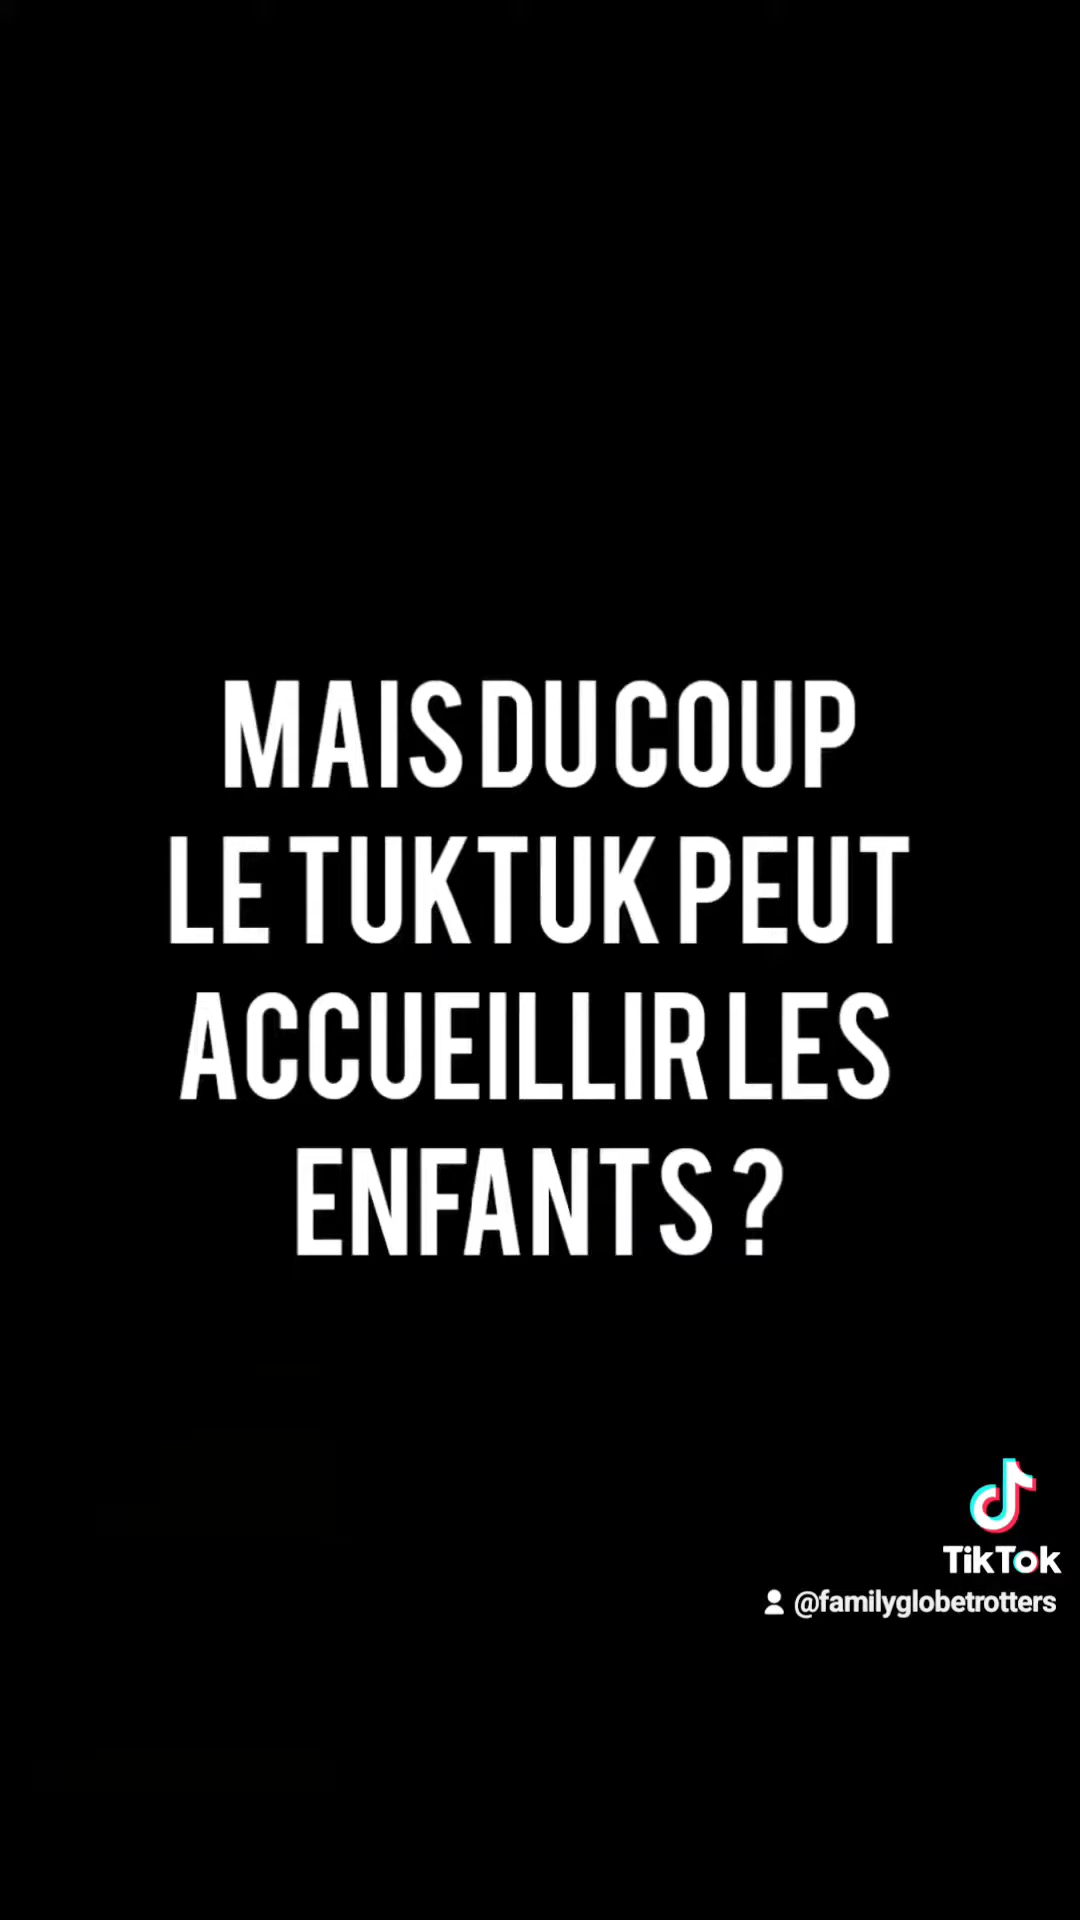 MAIS DU COUP
LE TUKTUK PEUT
ACCUEILLIR LES
ENFANTS ?
TikTok
@familyglobetrotters